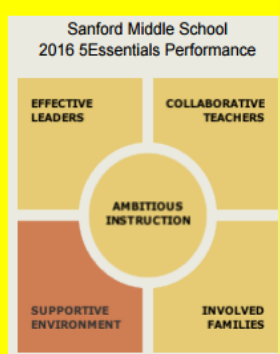 Sanford Middle School
2016 5Essentials Performance
EFFECTIVE
LEADERS
COLLABORATIVE
TEACHERS
AMBITIOUS
INSTRUCTION
SUPPORTIVE
ENVIRONMENT
INVOLVED
FAMILIES